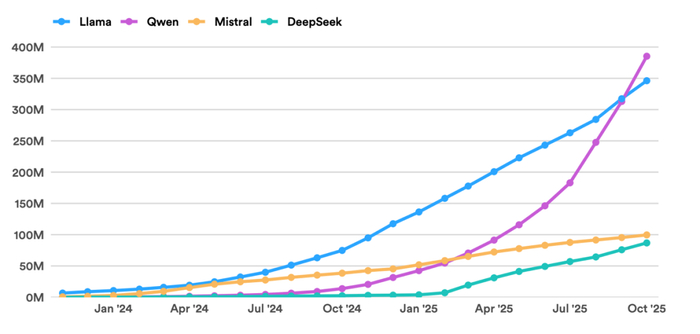 Llama Qwen Mistral DeepSeek
400M
350M
300M
250M
200M
150M
100M
50M
0M
Jan '24 Apr '24 Jul '24 Oct '24 Jan '25 Apr '25 Jul '25 Oct '25